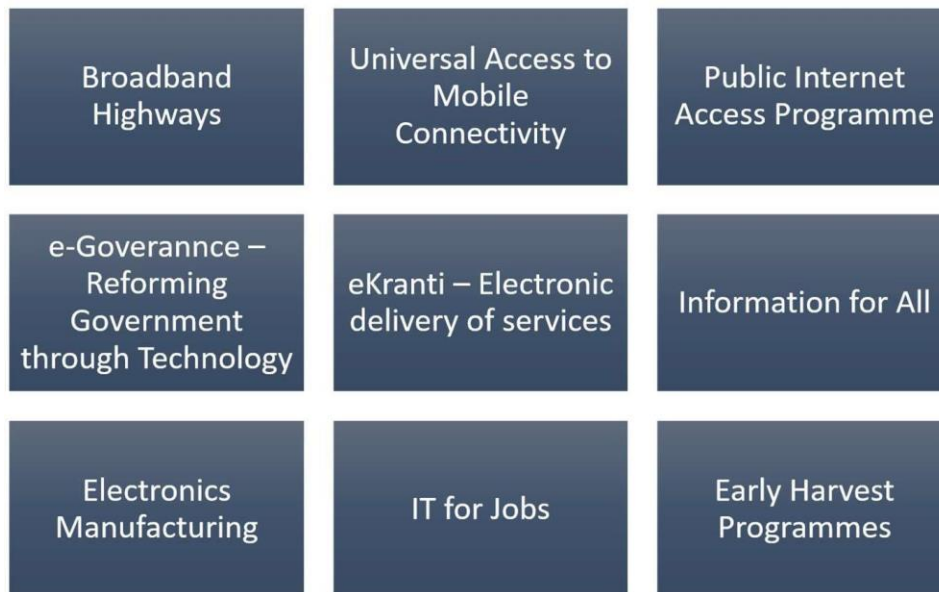 Broadband
Highways
Universal Access to
Mobile
Connectivity
Public Internet
Access Programme
e-Goverannce –
Reforming
Government
through Technology
eKranti – Electronic
delivery of services
Information for All
Electronics
Manufacturing
IT for Jobs
Early Harvest
Programmes